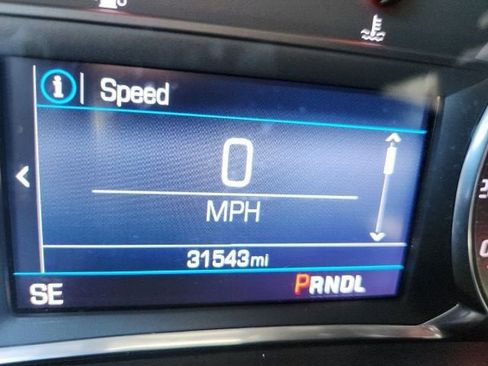 i | Speed
0
MPH
31543mi
SE
PRNDL